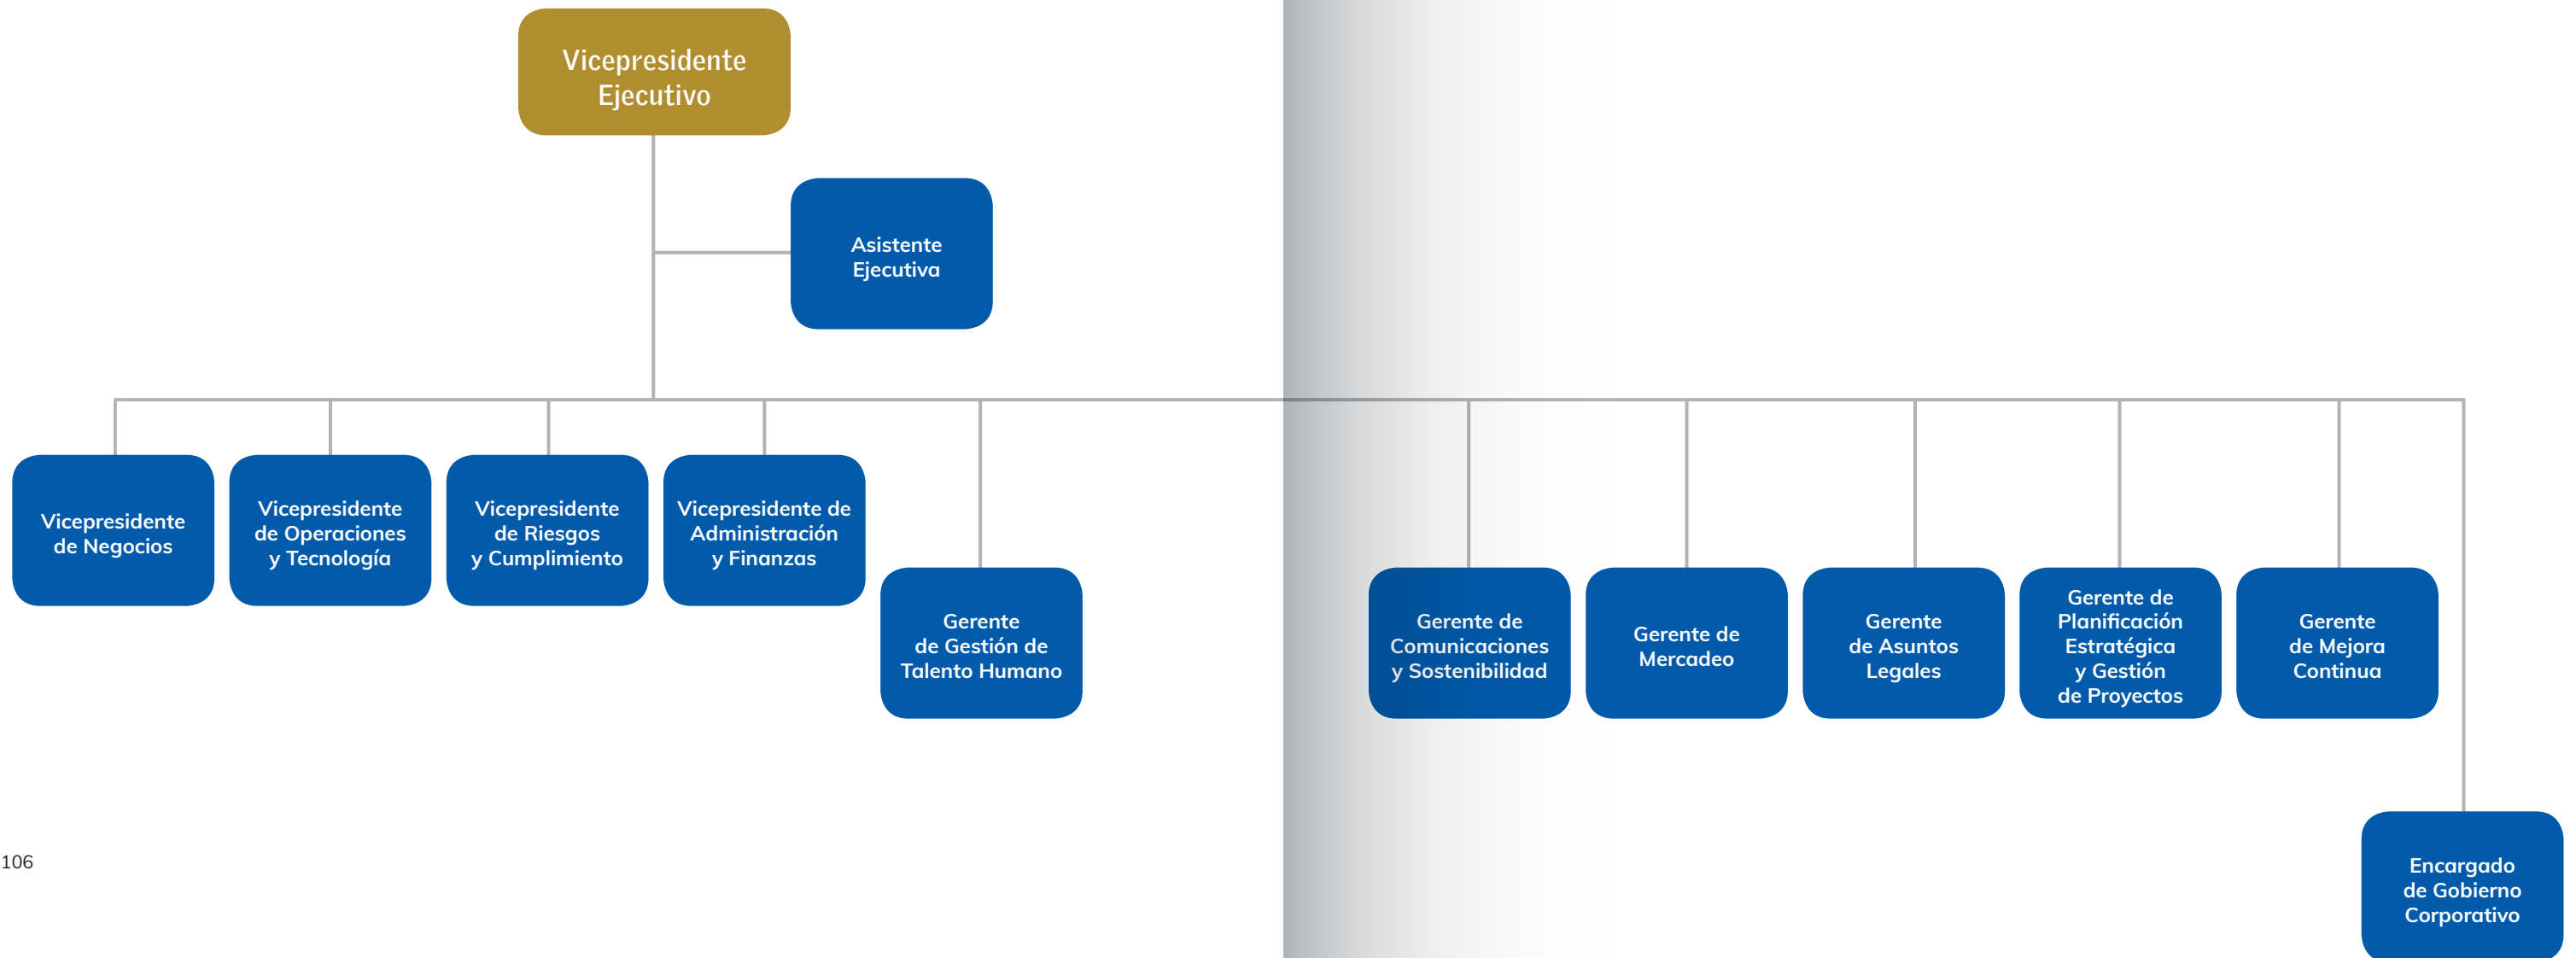 Vicepresidente
Ejecutivo
Asistente
Ejecutiva
Vicepresidente
de Negocios
Vicepresidente
de Operaciones
y Tecnología
Vicepresidente
de Riesgos
y Cumplimiento
Vicepresidente de
Administración
y Finanzas
Gerente
de Gestión de
Talento Humano
Gerente de
Comunicaciones
y Sostenibilidad
Gerente de
Mercadeo
Gerente
de Asuntos
Legales
Gerente de
Planificación
Estratégica
y Gestión
de Proyectos
Gerente
de Mejora
Continua
Encargado
de Gobierno
Corporativo
106